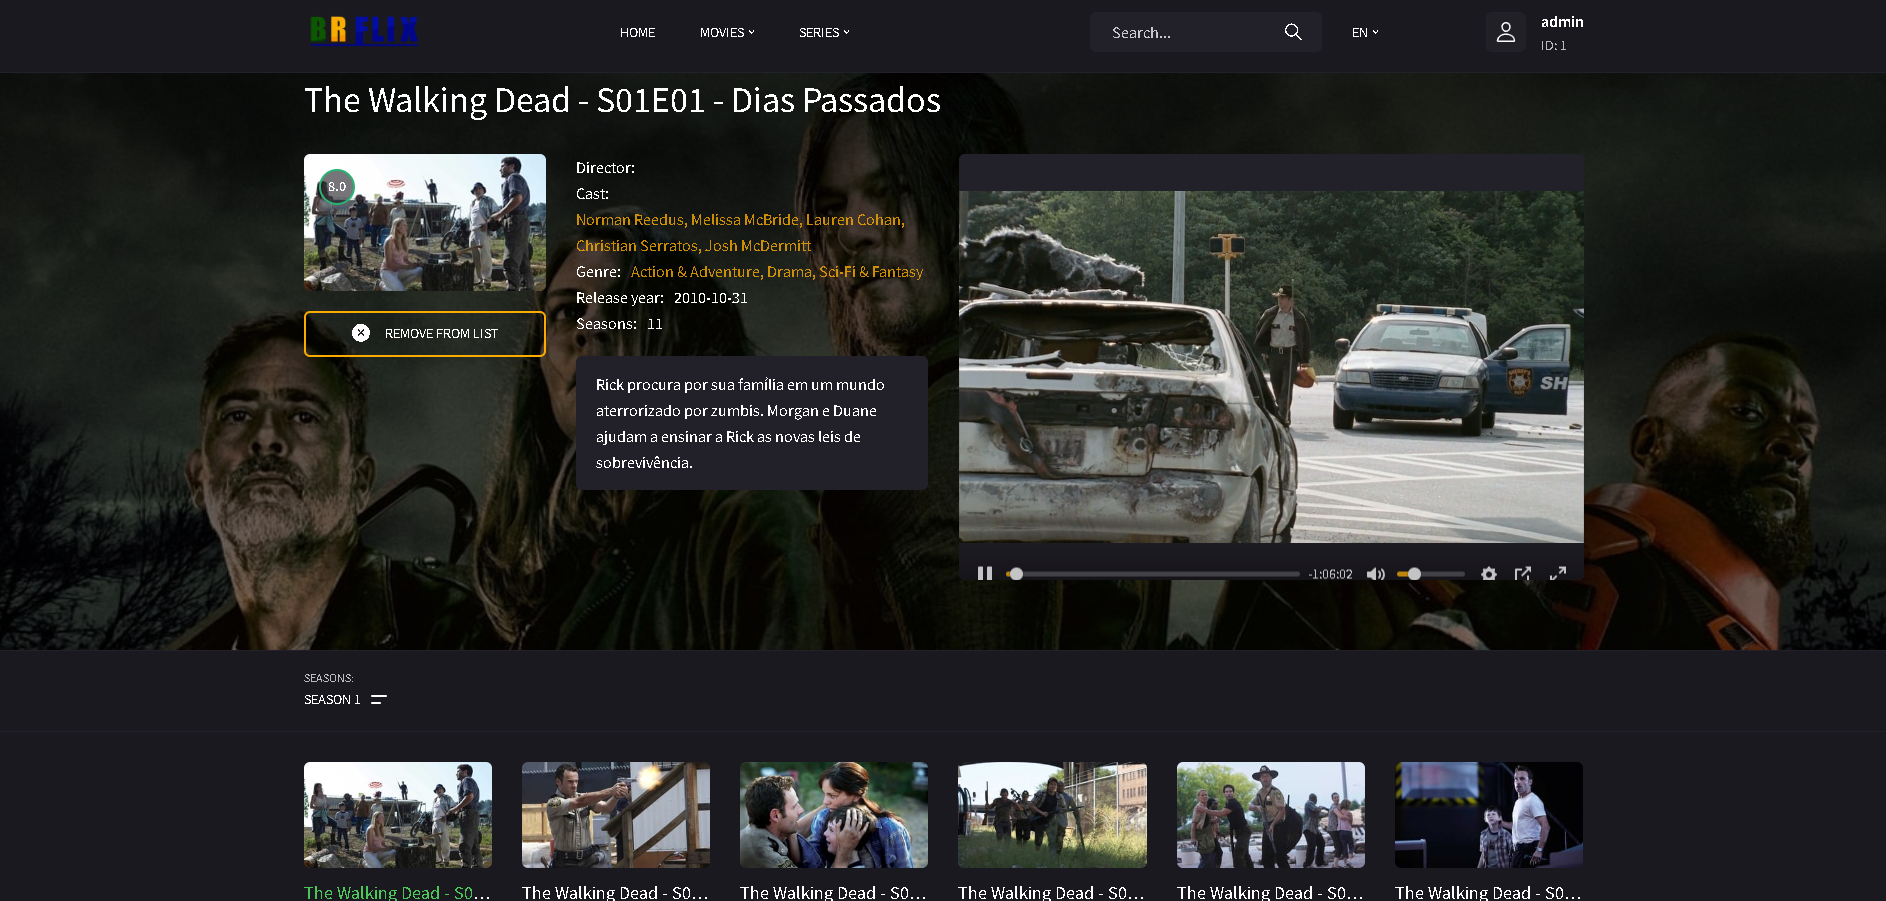 BRFLIX
HOME
MOVIES
SERIES
Search...
EN
admin
ID: 1
The Walking Dead - S01E01 - Dias Passados
8.0
REMOVE FROM LIST
Director:
Cast:
Norman Reedus, Melissa McBride, Lauren Cohan,
Christian Serratos, Josh McDermitt
Genre: Action & Adventure, Drama, Sci-Fi & Fantasy
Release year: 2010-10-31
Seasons: 11
Rick procura por sua família em um mundo
aterrorizado por zumbis. Morgan e Duane
ajudam a ensinar a Rick as novas leis de
sobrevivência.
SH
-1:06:02
SEASONS:
SEASON 1
The Walking Dead - S0...
The Walking Dead - S0...
The Walking Dead - S0...
The Walking Dead - S0...
The Walking Dead - S0...
The Walking Dead - S0...